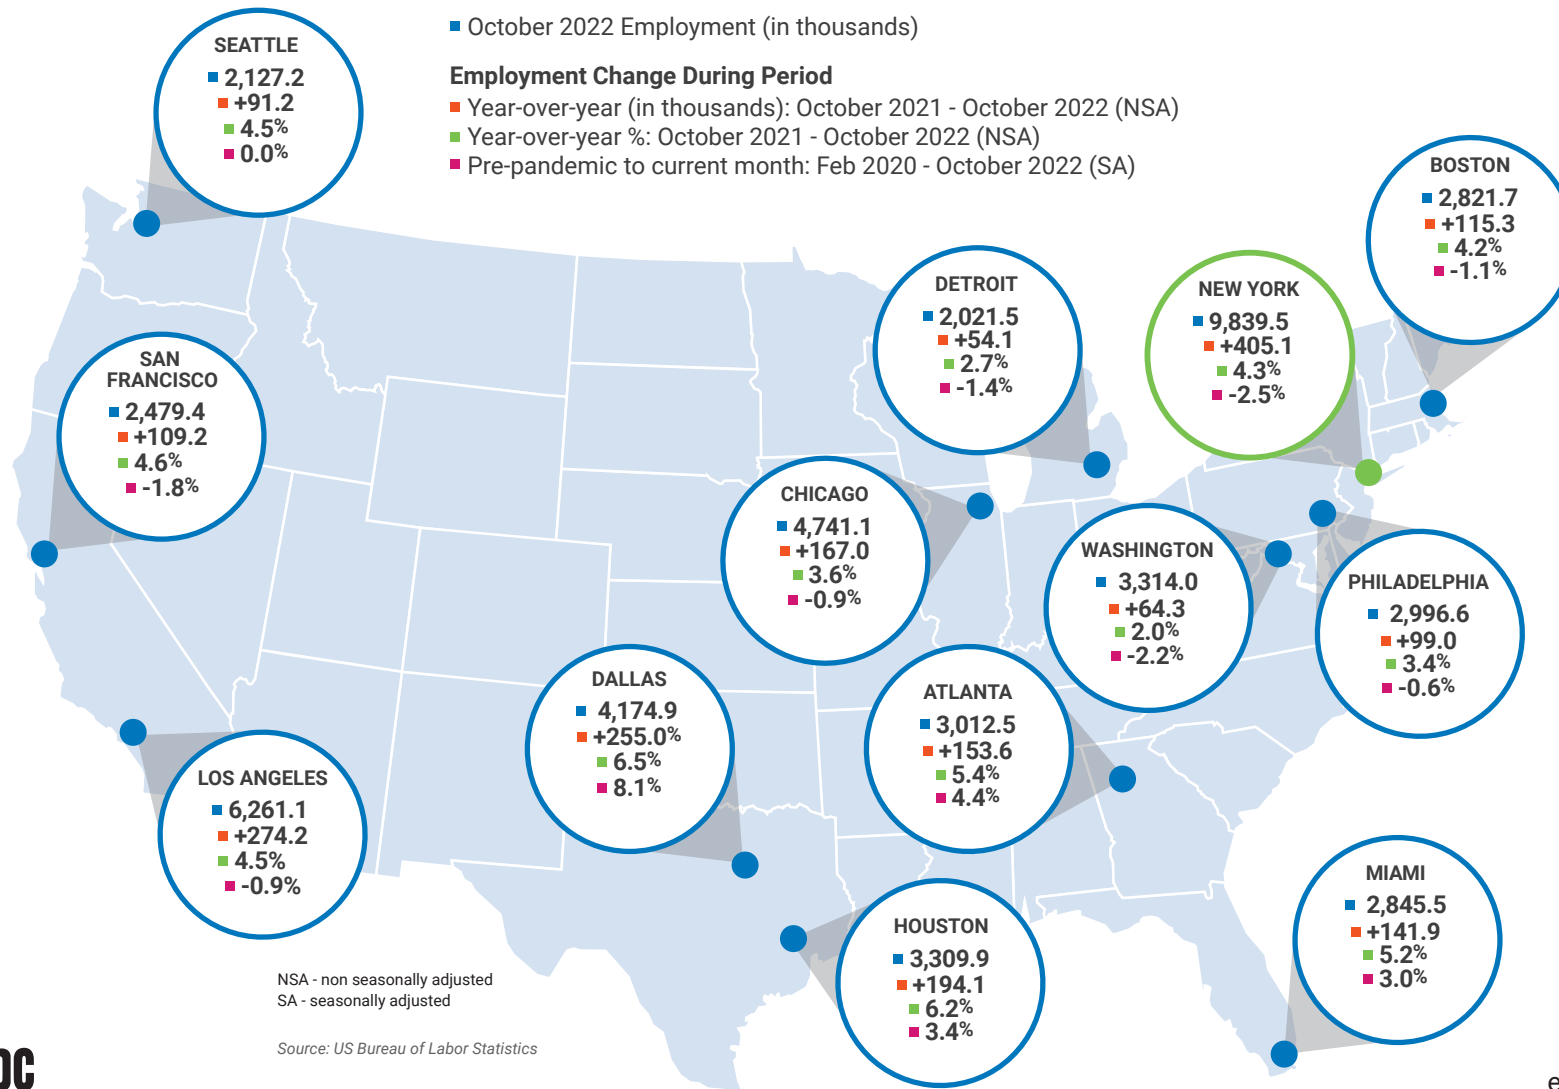 October 2022 Employment (in thousands)
Employment Change During Period
Year-over-year (in thousands): October 2021 - October 2022 (NSA)
Year-over-year %: October 2021 - October 2022 (NSA)
Pre-pandemic to current month: Feb 2020 - October 2022 (SA)
SEATTLE
2,127.2
+91.2
4.5%
0.0%
BOSTON
2,821.7
+115.3
4.2%
-1.1%
DETROIT
2,021.5
+54.1
2.7%
-1.4%
NEW YORK
9,839.5
+405.1
4.3%
-2.5%
SAN
FRANCISCO
2,479.4
+109.2
4.6%
-1.8%
CHICAGO
4,741.1
+167.0
3.6%
-0.9%
WASHINGTON
3,314.0
+64.3
2.0%
-2.2%
PHILADELPHIA
2,996.6
+99.0
3.4%
-0.6%
DALLAS
4,174.9
+255.0%
6.5%
8.1%
ATLANTA
3,012.5
+153.6
5.4%
4.4%
LOS ANGELES
6,261.1
+274.2
4.5%
-0.9%
HOUSTON
3,309.9
+194.1
6.2%
3.4%
MIAMI
2,845.5
+141.9
5.2%
3.0%
NSA - non seasonally adjusted
SA - seasonally adjusted
Source: US Bureau of Labor Statistics